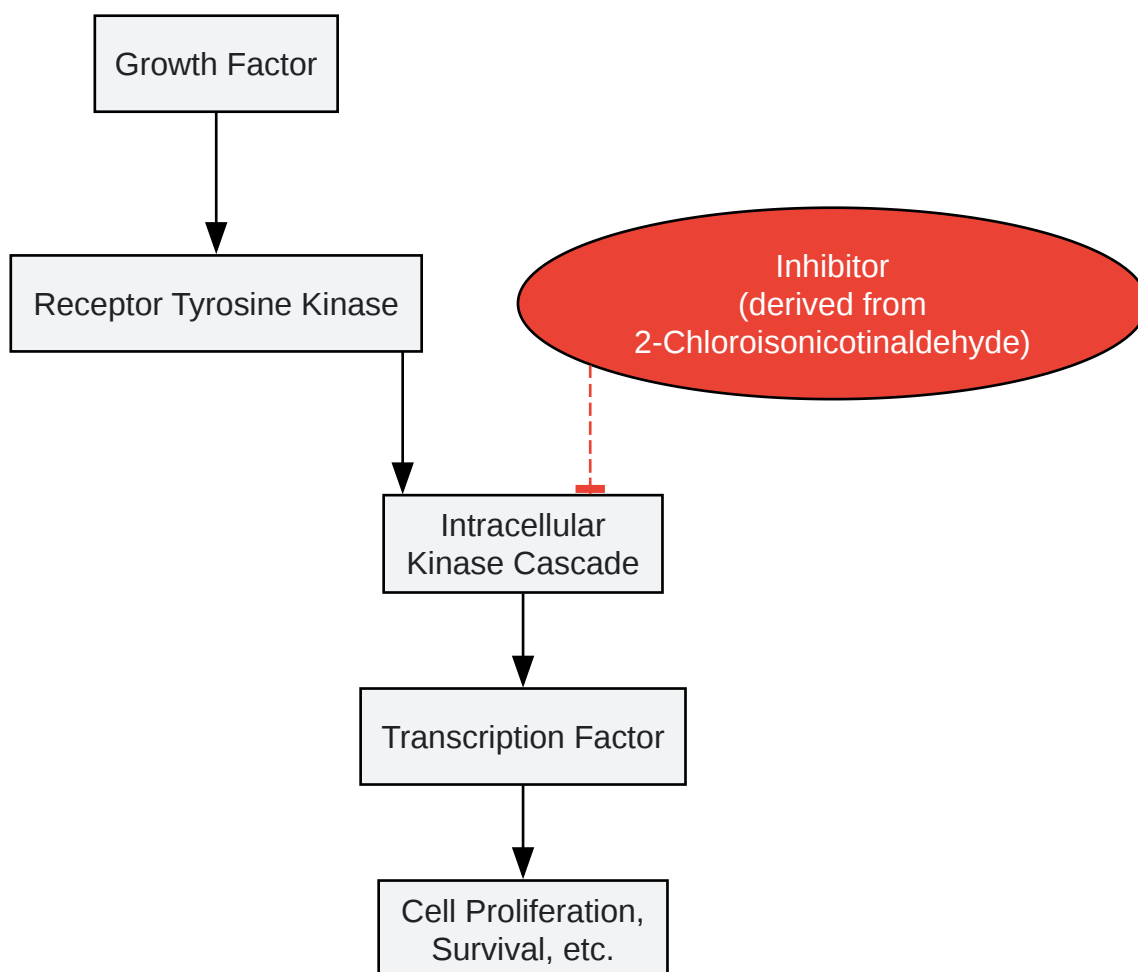 Growth Factor
Receptor Tyrosine Kinase
Inhibitor
(derived from
2-Chloroisonicotinaldehyde)
Intracellular
Kinase Cascade
Transcription Factor
Cell Proliferation,
Survival, etc.